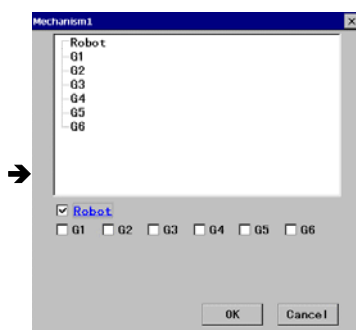 Mechanism1
Robot
G1
G2
G3
G4
G5
G6
Robot
G1 G2 G3 G4 G5 G6
OK Cancel